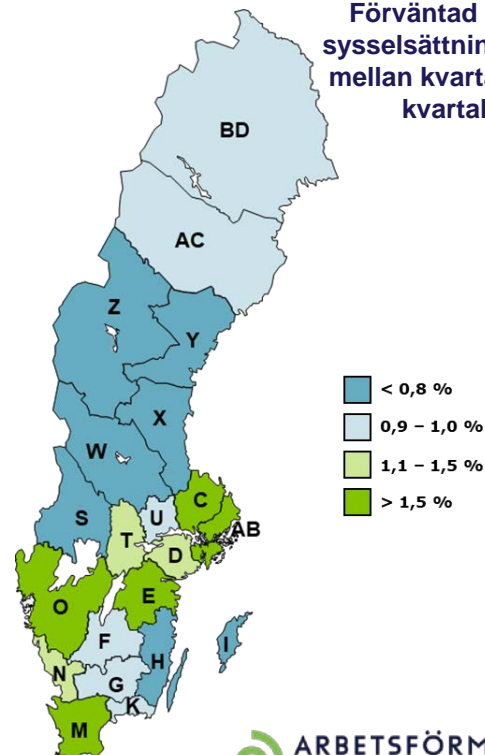 Förväntad
sysselsättnin
mellan kvarta
kvartal
BD
AC
Z
Y
X
W
S
T
U
C
AB
D
O
E
F
N
G
H
I
K
M
< 0,8 %
0,9 – 1,0 %
1,1 – 1,5 %
> 1,5 %
ARBETSFÖRM